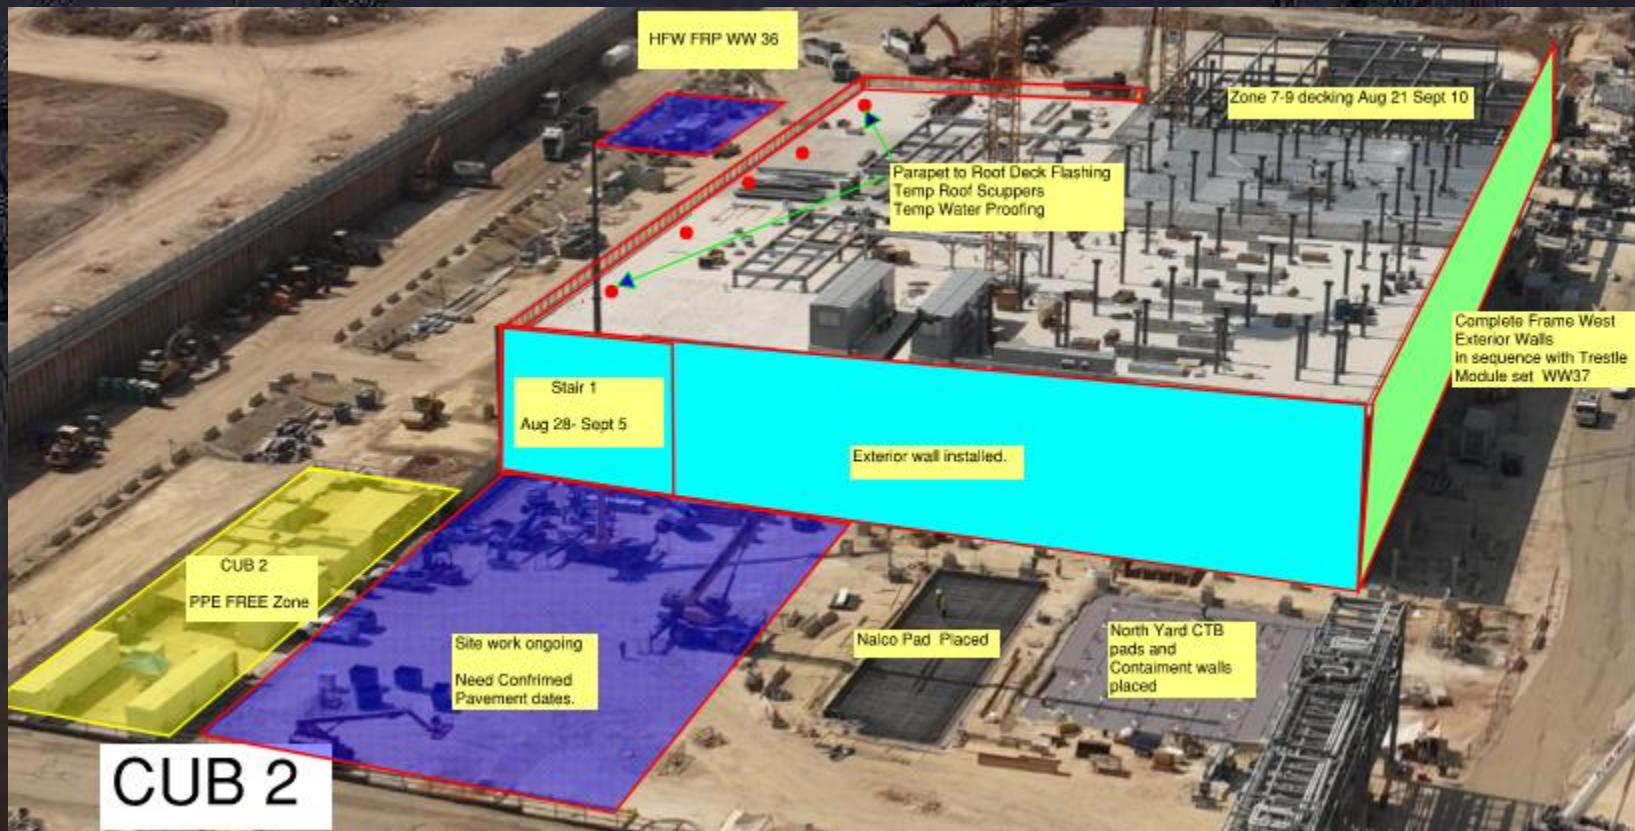 HFW FRP WW 36
Zone 7-9 decking Aug 21 Sept 10
Parapet to Roof Deck Flashing
Temp Roof Scuppers
Temp Water Proofing
Complete Frame West
Exterior Walls
in sequence with Trestle
Module set WW37
Stair 1
Aug 28- Sept 5
Exterior wall installed.
CUB 2
PPE FREE Zone
Site work ongoing
Need Confrimed
Pavement dates.
Nalco Pad Placed
North Yard CTB
pads and
Contaiment walls
placed
CUB 2